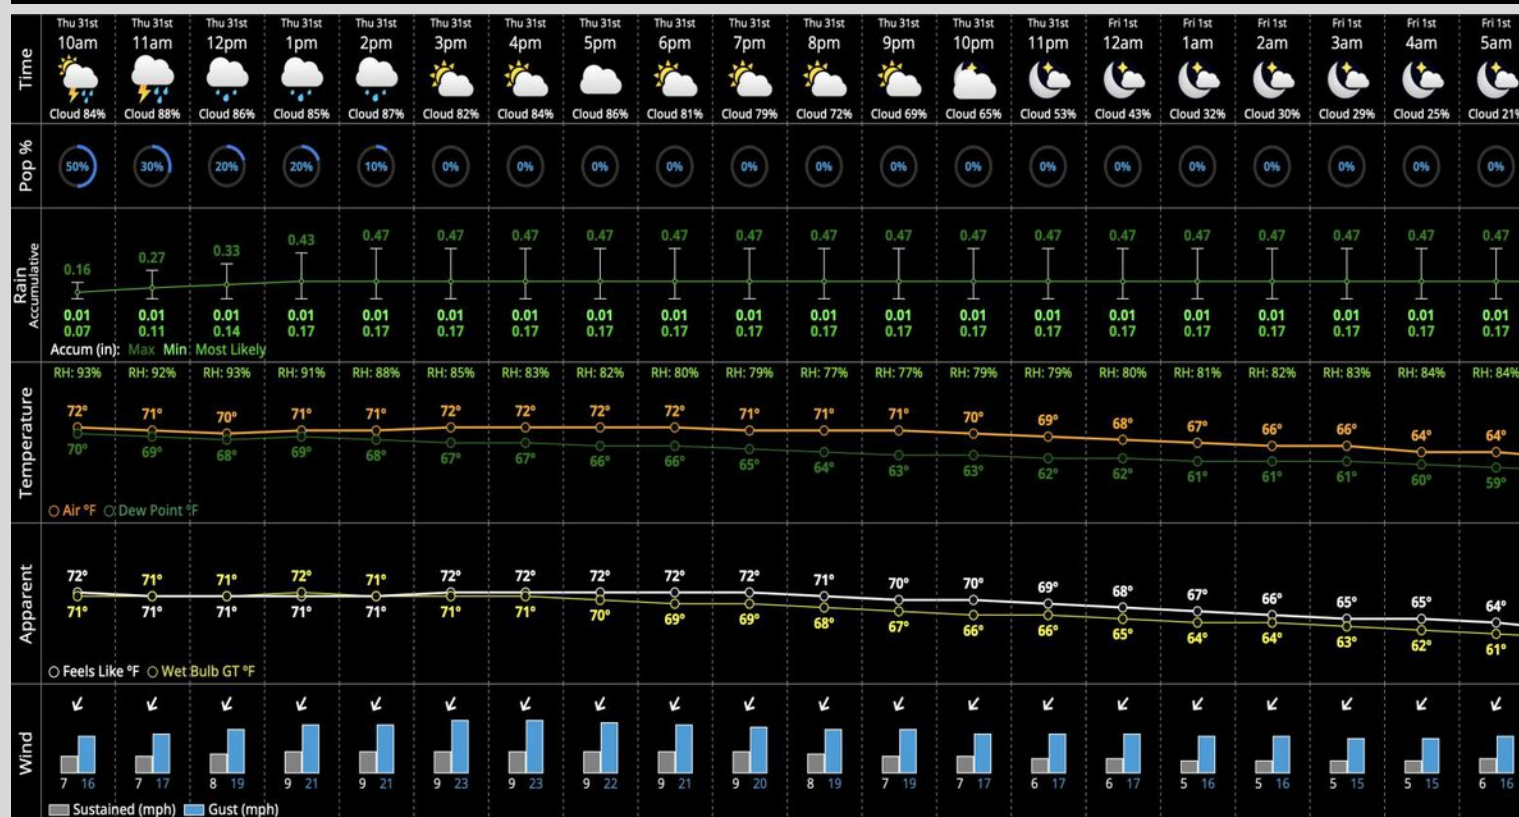 Time
Thu 31st Thu 31st Thu 31st Thu 31st Thu 31st Thu 31st Thu 31st Thu 31st Thu 31st Thu 31st Thu 31st Thu 31st Thu 31st Thu 31st Fri 1st Fri 1st Fri 1st Fri 1st Fri 1st Fri 1st
10am 11am 12pm 1pm 2pm 3pm 4pm 5pm 6pm 7pm 8pm 9pm 10pm 11pm 12am 1am 2am 3am 4am 5am
Cloud 84% Cloud 88% Cloud 86% Cloud 85% Cloud 87% Cloud 82% Cloud 84% Cloud 86% Cloud 81% Cloud 79% Cloud 72% Cloud 69% Cloud 65% Cloud 53% Cloud 43% Cloud 32% Cloud 30% Cloud 29% Cloud 25% Cloud 21%
Pop %
50% 30% 20% 20% 10% 0% 0% 0% 0% 0% 0% 0% 0% 0% 0% 0% 0% 0% 0% 0%
Rain
Accumulative
0.16 0.27 0.33 0.43 0.47 0.47 0.47 0.47 0.47 0.47 0.47 0.47 0.47 0.47 0.47 0.47 0.47 0.47 0.47 0.47
0.01 0.01 0.01 0.01 0.01 0.01 0.01 0.01 0.01 0.01 0.01 0.01 0.01 0.01 0.01 0.01 0.01 0.01 0.01 0.01
0.07 0.11 0.14 0.17 0.17 0.17 0.17 0.17 0.17 0.17 0.17 0.17 0.17 0.17 0.17 0.17 0.17 0.17 0.17 0.17
Accum (in): Max Min Most Likely
Temperature
RH: 93% RH: 92% RH: 93% RH: 91% RH: 88% RH: 85% RH: 83% RH: 82% RH: 80% RH: 79% RH: 77% RH: 77% RH: 79% RH: 79% RH: 80% RH: 81% RH: 82% RH: 83% RH: 84% RH: 84%
72° 71° 70° 71° 71° 72° 72° 72° 72° 71° 71° 71° 70° 69° 68° 67° 66° 66° 64° 64°
70° 69° 68° 69° 68° 67° 67° 66° 66° 65° 64° 63° 63° 62° 62° 61° 61° 61° 60° 59°
Air °F Dew Point °F
Apparent
72° 71° 71° 72° 71° 72° 72° 72° 72° 72° 71° 70° 70° 69° 68° 67° 66° 65° 65° 64°
71° 71° 71° 71° 71° 71° 71° 70° 69° 69° 68° 67° 66° 66° 65° 64° 64° 63° 62° 61°
Feels Like °F Wet Bulb GT °F
Wind
7 16 7 17 8 19 9 21 9 21 9 23 9 23 9 22 9 21 9 20 8 19 7 19 7 17 6 17 6 17 5 16 5 16 5 15 5 15 6 16
Sustained (mph) Gust (mph)